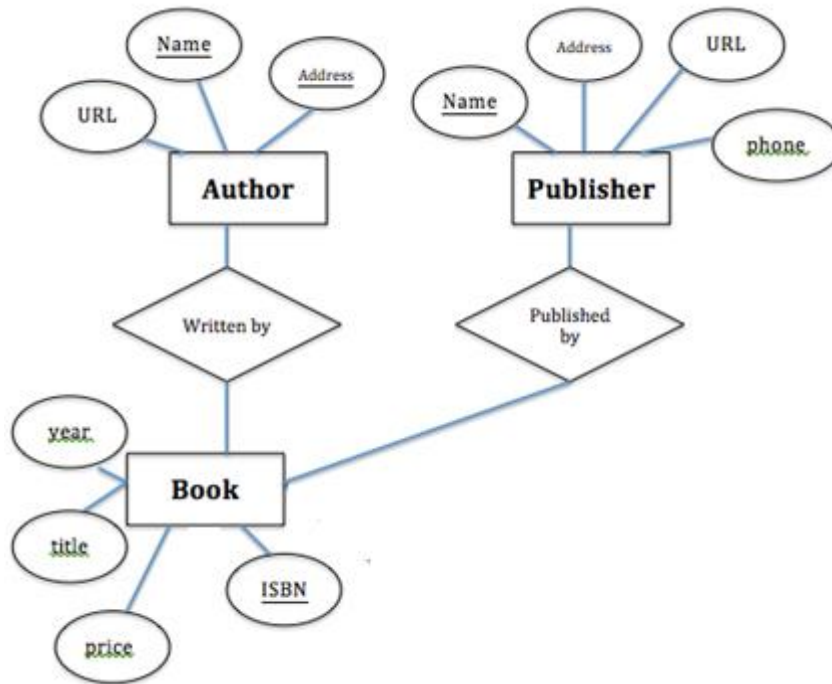 Name
Address
URL
Author
Written by
Name
Address
URL
phone
Publisher
Published
by
year
title
price
ISBN
Book